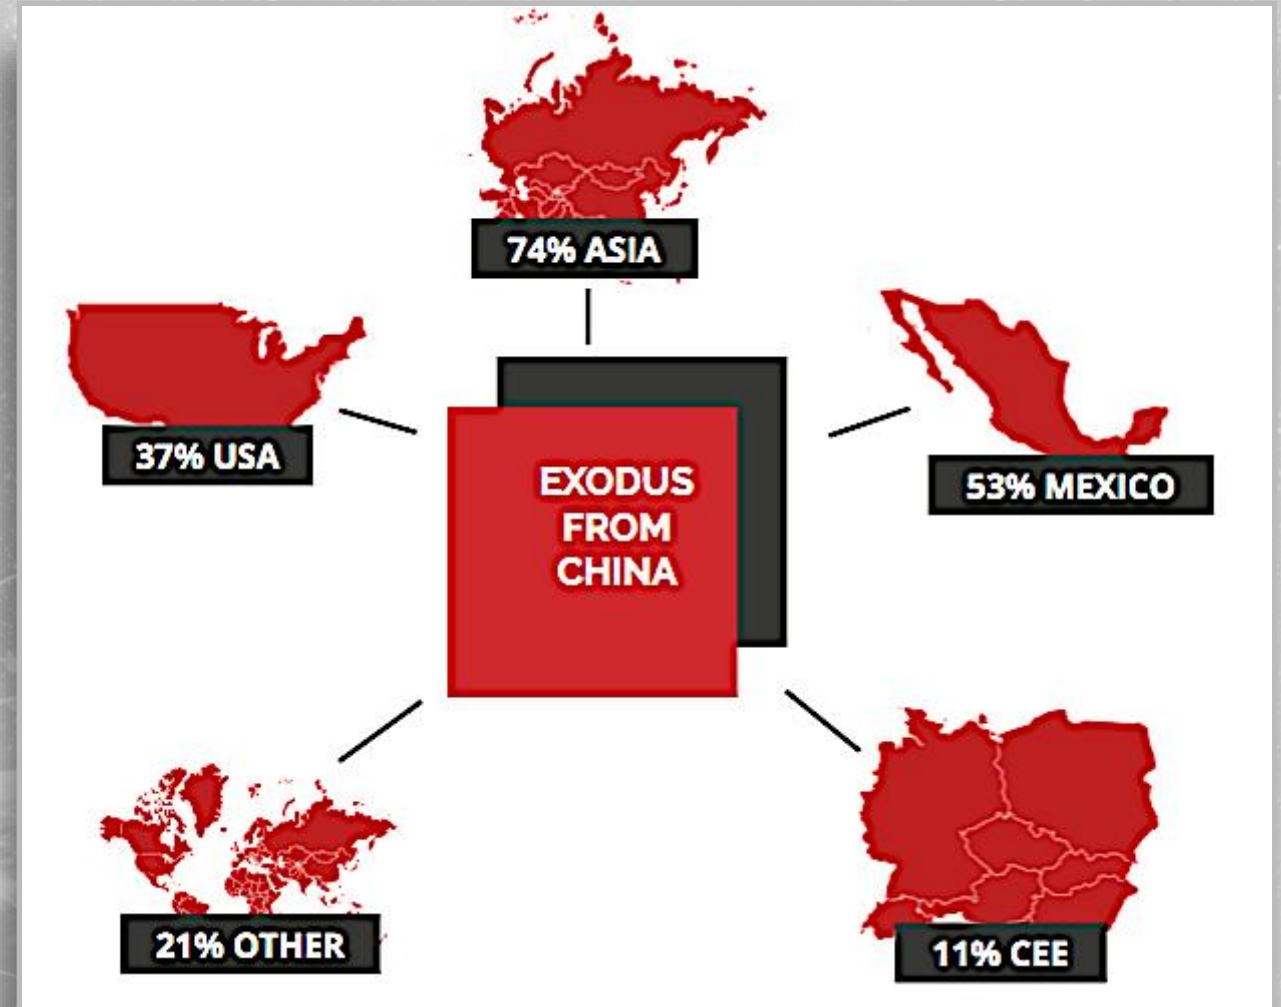 74% ASIA
37% USA
53% MEXICO
EXODUS
FROM
CHINA
21% OTHER
11% CEE